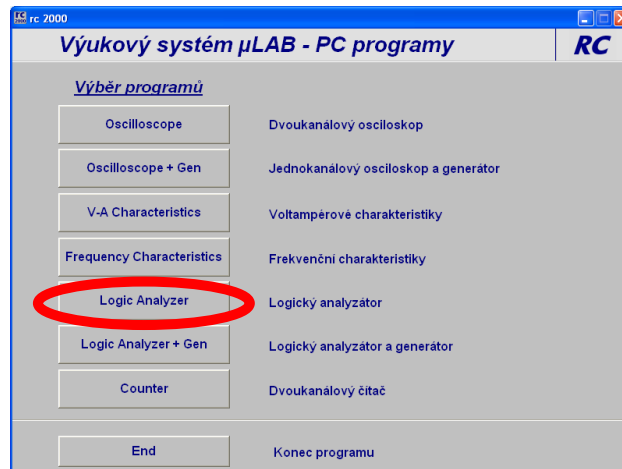 rc 2000 rc 2000
Výukový systém µLAB - PC programy RC
Výběr programů
Oscilloscope Dvoukanálový osciloskop
Oscilloscope + Gen Jednokanálový osciloskop a generátor
V-A Characteristics Voltampérové charakteristiky
Frequency Characteristics Frekvenční charakteristiky
Logic Analyzer Logický analyzátor
Logic Analyzer + Gen Logický analyzátor a generátor
Counter Dvoukanálový čítač
End Konec programu